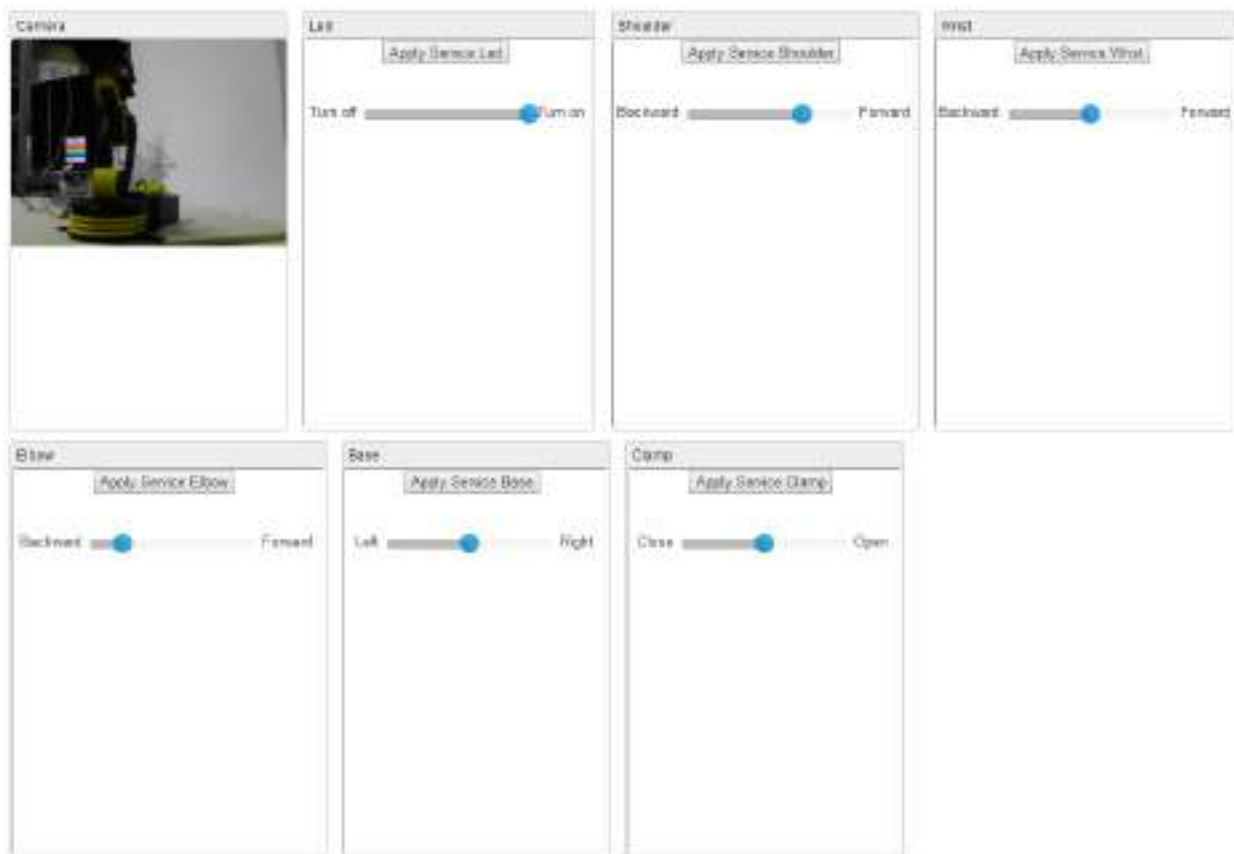 Camera
Led
Shoulder
Wrist
Apply Service Led
Apply Service Shoulder
Apply Service Wrist
Turn off
Turn on
Backward
Forward
Backward
Forward
Elbow
Base
Clamp
Apply Service Elbow
Apply Service Base
Apply Service Clamp
Backward
Forward
Left
Right
Close
Open